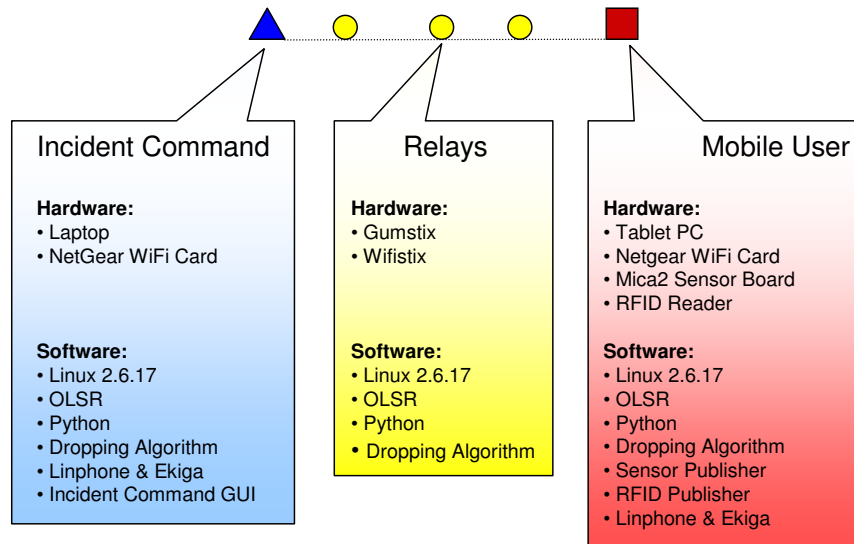 Incident Command
Hardware:
• Laptop
• NetGear WiFi Card
Software:
• Linux 2.6.17
• OLSR
• Python
• Dropping Algorithm
• Linphone & Ekiga
• Incident Command GUI
Relays
Hardware:
• Gumstix
• Wifistix
Software:
• Linux 2.6.17
• OLSR
• Python
• Dropping Algorithm
Mobile User
Hardware:
• Tablet PC
• Netgear WiFi Card
• Mica2 Sensor Board
• RFID Reader
Software:
• Linux 2.6.17
• OLSR
• Python
• Dropping Algorithm
• Sensor Publisher
• RFID Publisher
• Linphone & Ekiga